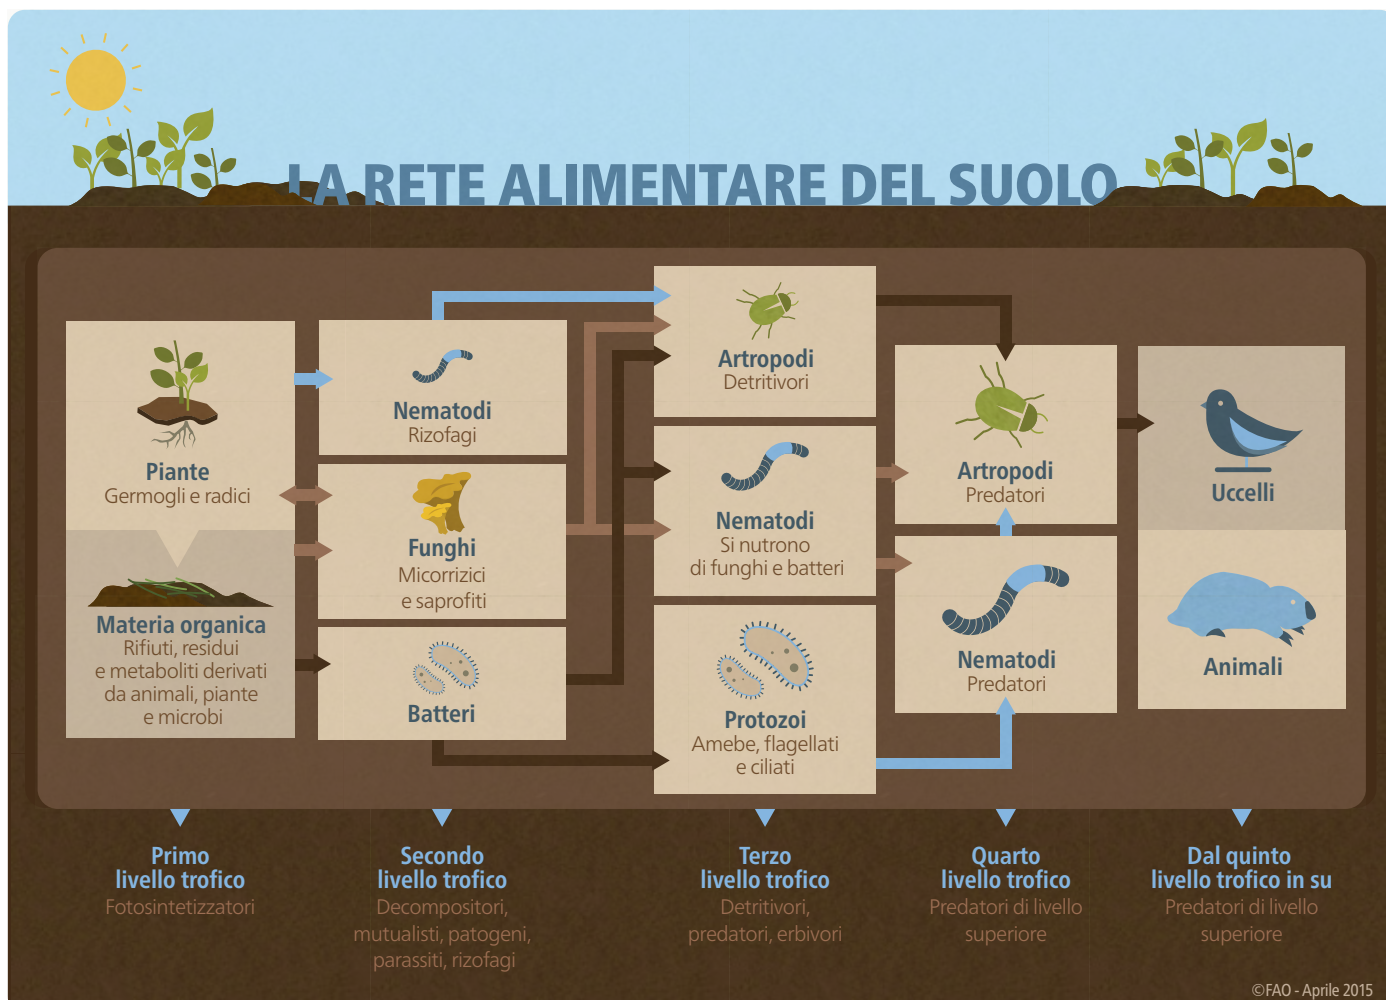 LA RETE ALIMENTARE DEL SUOLO
Piante
Germogli e radici
Materia organica
Rifiuti, residui
e metaboliti derivati
da animali, piante
e microbi
Nematodi
Rizofagi
Funghi
Micorrizici
e saprofiti
Batteri
Artropodi
Detritivori
Nematodi
Si nutrono
di funghi e batteri
Protozoi
Amebe, flagellati
e ciliati
Artropodi
Predatori
Nematodi
Predatori
Uccelli
Animali
Primo
livello trofico
Fotosintetizzatori
Secondo
livello trofico
Decompositori,
mutualisti, patogeni,
parassiti, rizofagi
Terzo
livello trofico
Detritivori,
predatori, erbivori
Quarto
livello trofico
Predatori di livello
superiore
Dal quinto
livello trofico in su
Predatori di livello
superiore
©FAO - Aprile 2015